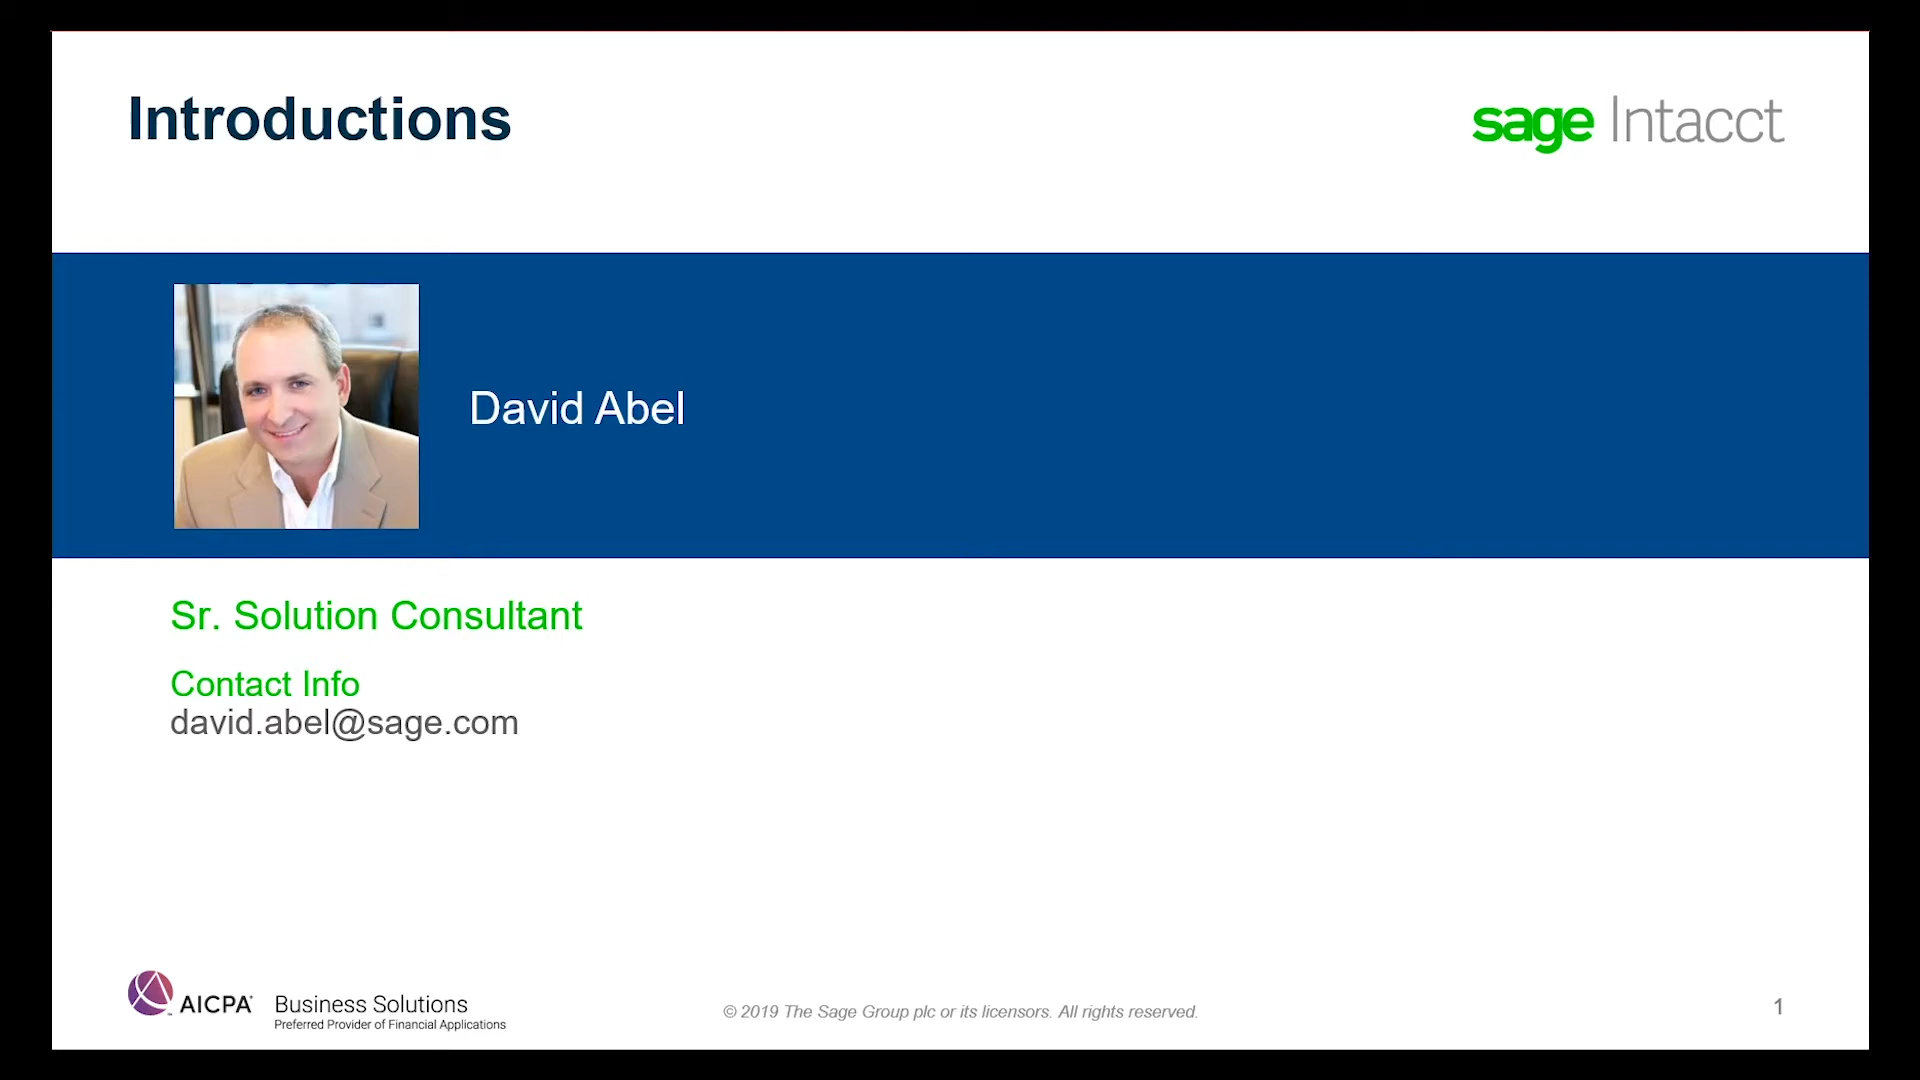 Introductions
sage Intacct
David Abel
Sr. Solution Consultant
Contact Info
david.abel@sage.com
AICPA Business Solutions
Preferred Provider of Financial Applications
© 2019 The Sage Group plc or its licensors. All rights reserved.
1